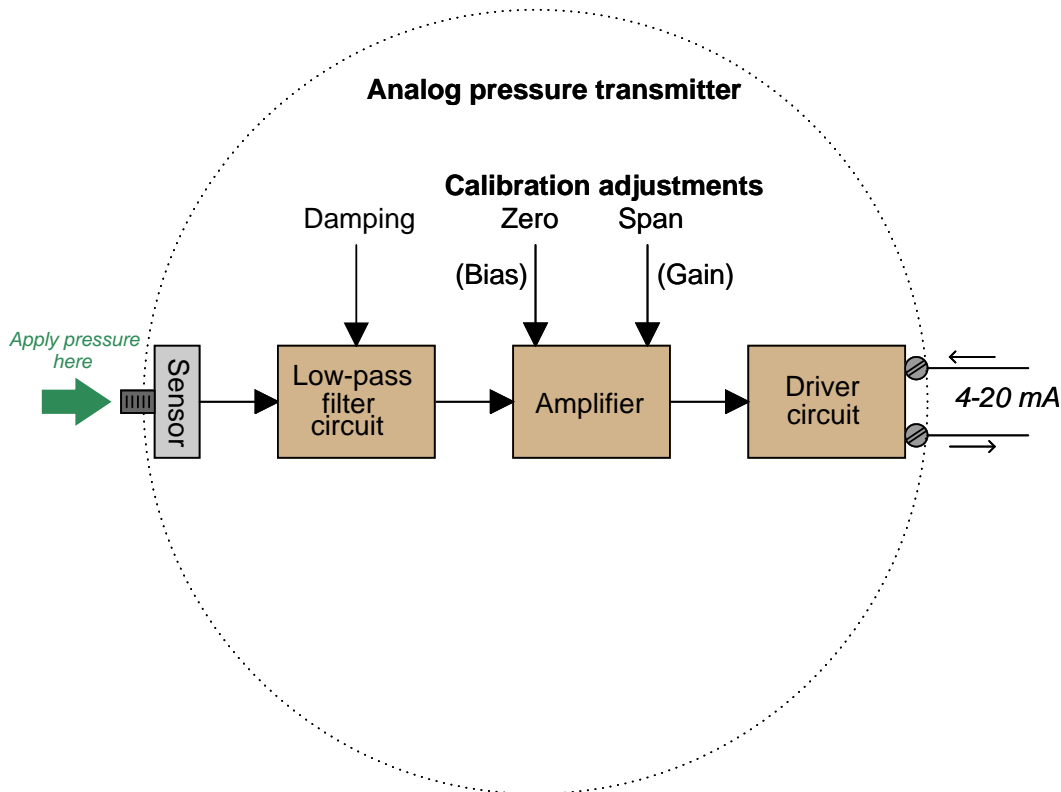 Analog pressure transmitter
Calibration adjustments
Damping
Zero
Span
(Bias)
(Gain)
Apply pressure
here
Sensor
Low-pass
filter
circuit
Amplifier
Driver
circuit
4-20 mA